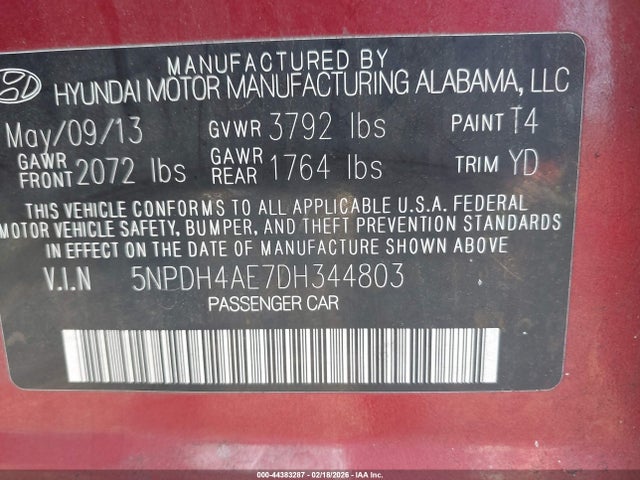 MANUFACTURED BY
HYUNDAI MOTOR MANUFACTURING ALABAMA, LLC
May/09/13 GVWR 3792 lbs PAINT T4
GAWR FRONT 2072 lbs GAWR REAR 1764 lbs TRIM YD
THIS VEHICLE CONFORMS TO ALL APPLICABLE U.S.A. FEDERAL
MOTOR VEHICLE SAFETY, BUMPER, AND THEFT PREVENTION STANDARDS
IN EFFECT ON THE DATE OF MANUFACTURE SHOWN ABOVE
V.I.N 5NPDH4AE7DH344803
PASSENGER CAR
000-44383287 - 02/18/2026 - IAA Inc.